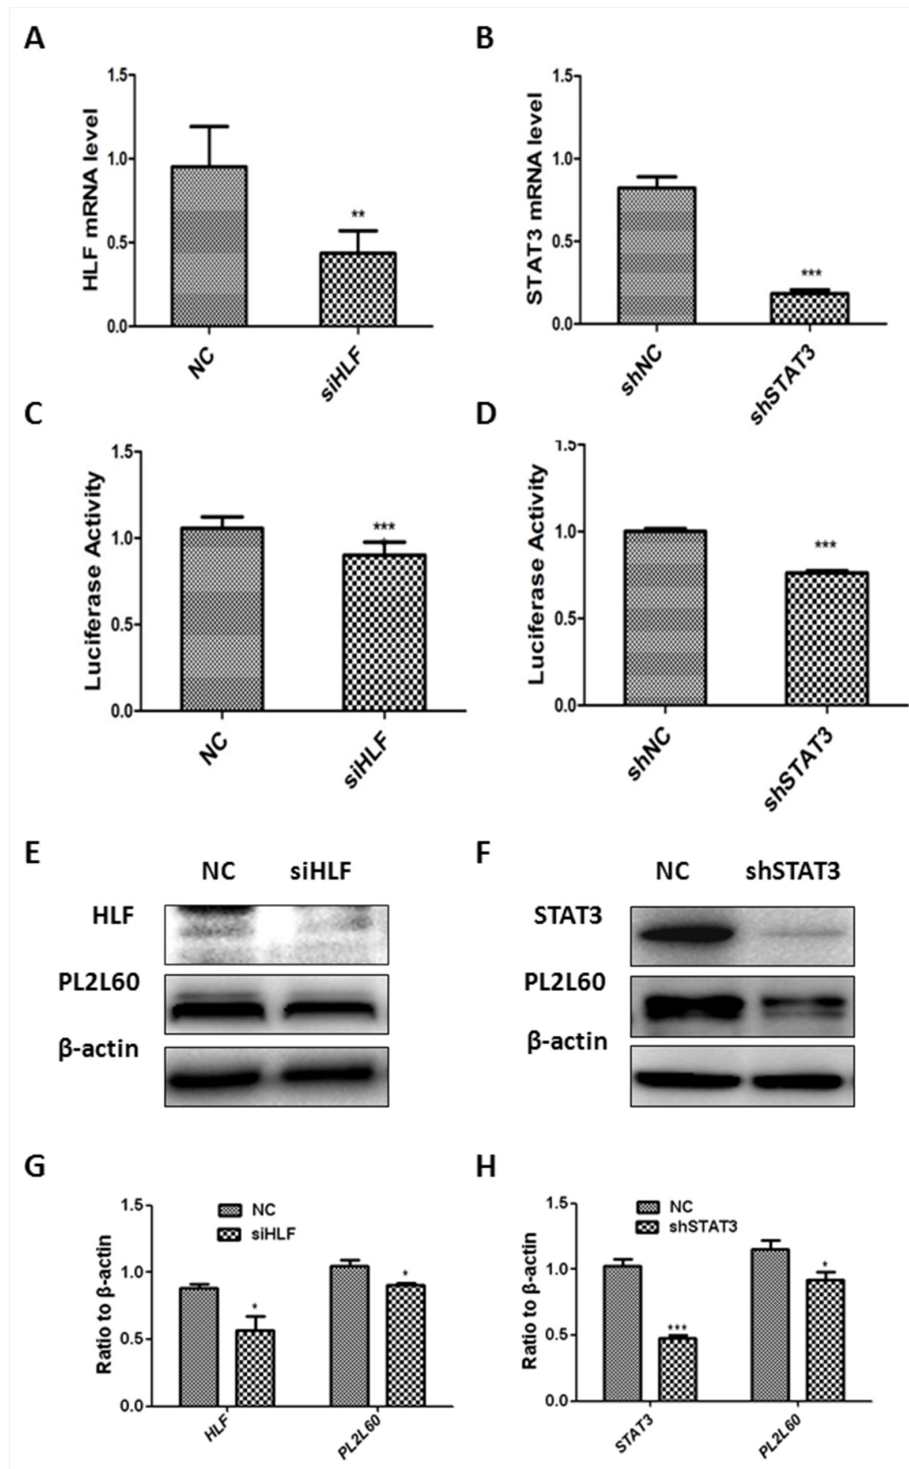 A
B
HLF mRNA level
1.5
1.0
0.5
0.0
**
NC
siHLF
STAT3 mRNA level
1.5
1.0
0.5
0.0
***
shNC
shSTAT3
C
D
Luciferase Activity
1.5
1.0
0.5
0.0
***
NC
siHLF
Luciferase Activity
1.5
1.0
0.5
0.0
***
shNC
shSTAT3
E
F
NC siHLF
HLF
PL2L60
β-actin
NC shSTAT3
STAT3
PL2L60
β-actin
G
H
Ratio to β-actin
1.5
1.0
0.5
0.0
NC
siHLF
*
*
HLF
PL2L60
Ratio to β-actin
1.5
1.0
0.5
0.0
NC
shSTAT3
***
*
STAT3
PL2L60